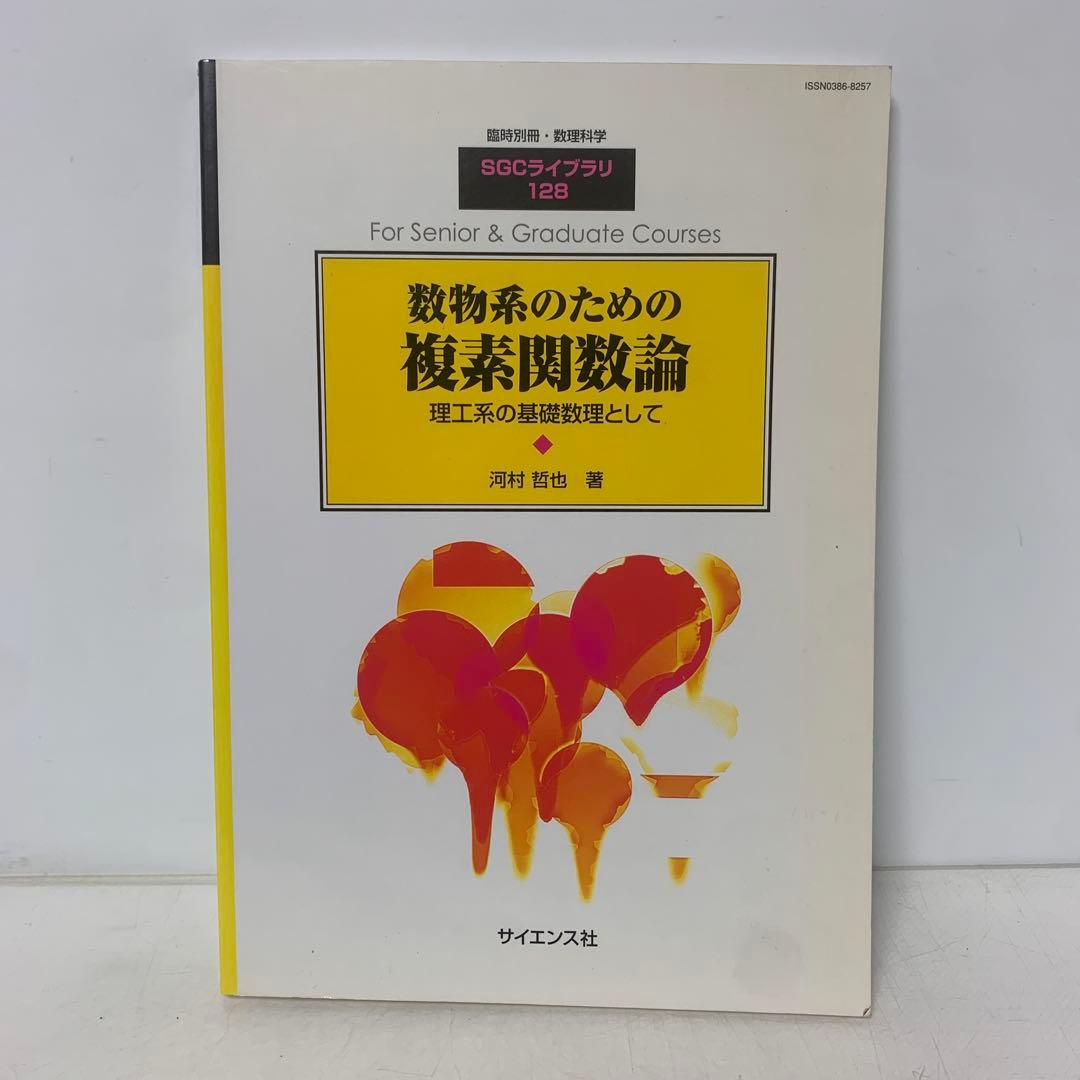 ISSN0386-8257
臨時別冊・数理科学
SGCライブラリ
128
For Senior & Graduate Courses
数物系のための
複素関数論
理工系の基礎数理として
河村 哲也 著
サイエンス社